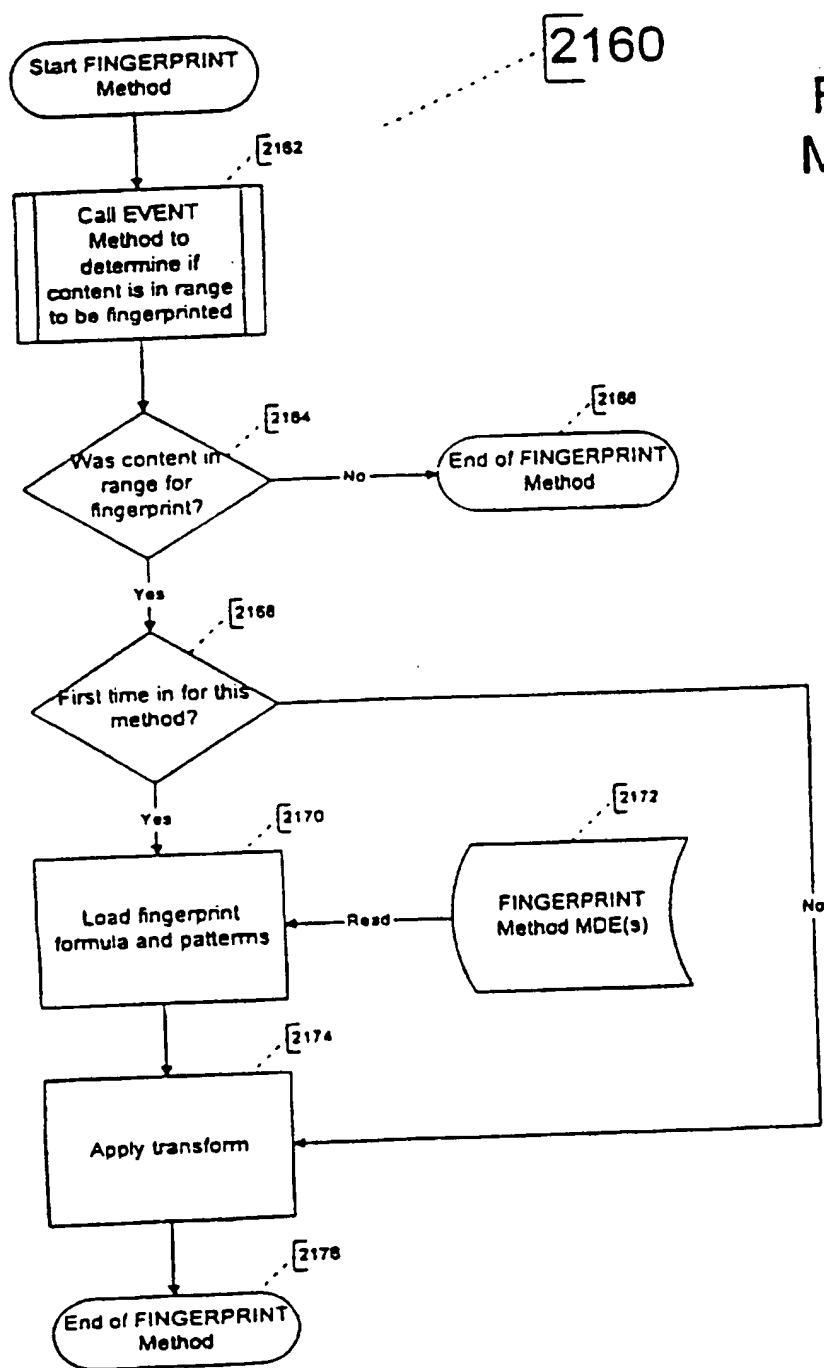 2160
Start FINGERPRINT
Method
2162
Call EVENT
Method to
determine if
content is in range
to be fingerprinted
2164
Was content in
range for
fingerprint?
No
2166
End of FINGERPRINT
Method
Yes
2168
First time in for this
method?
No
Yes
2170
Load fingerprint
formula and patterns
Read
2172
FINGERPRINT
Method MDE(s)
2174
Apply transform
2176
End of FINGERPRINT
Method